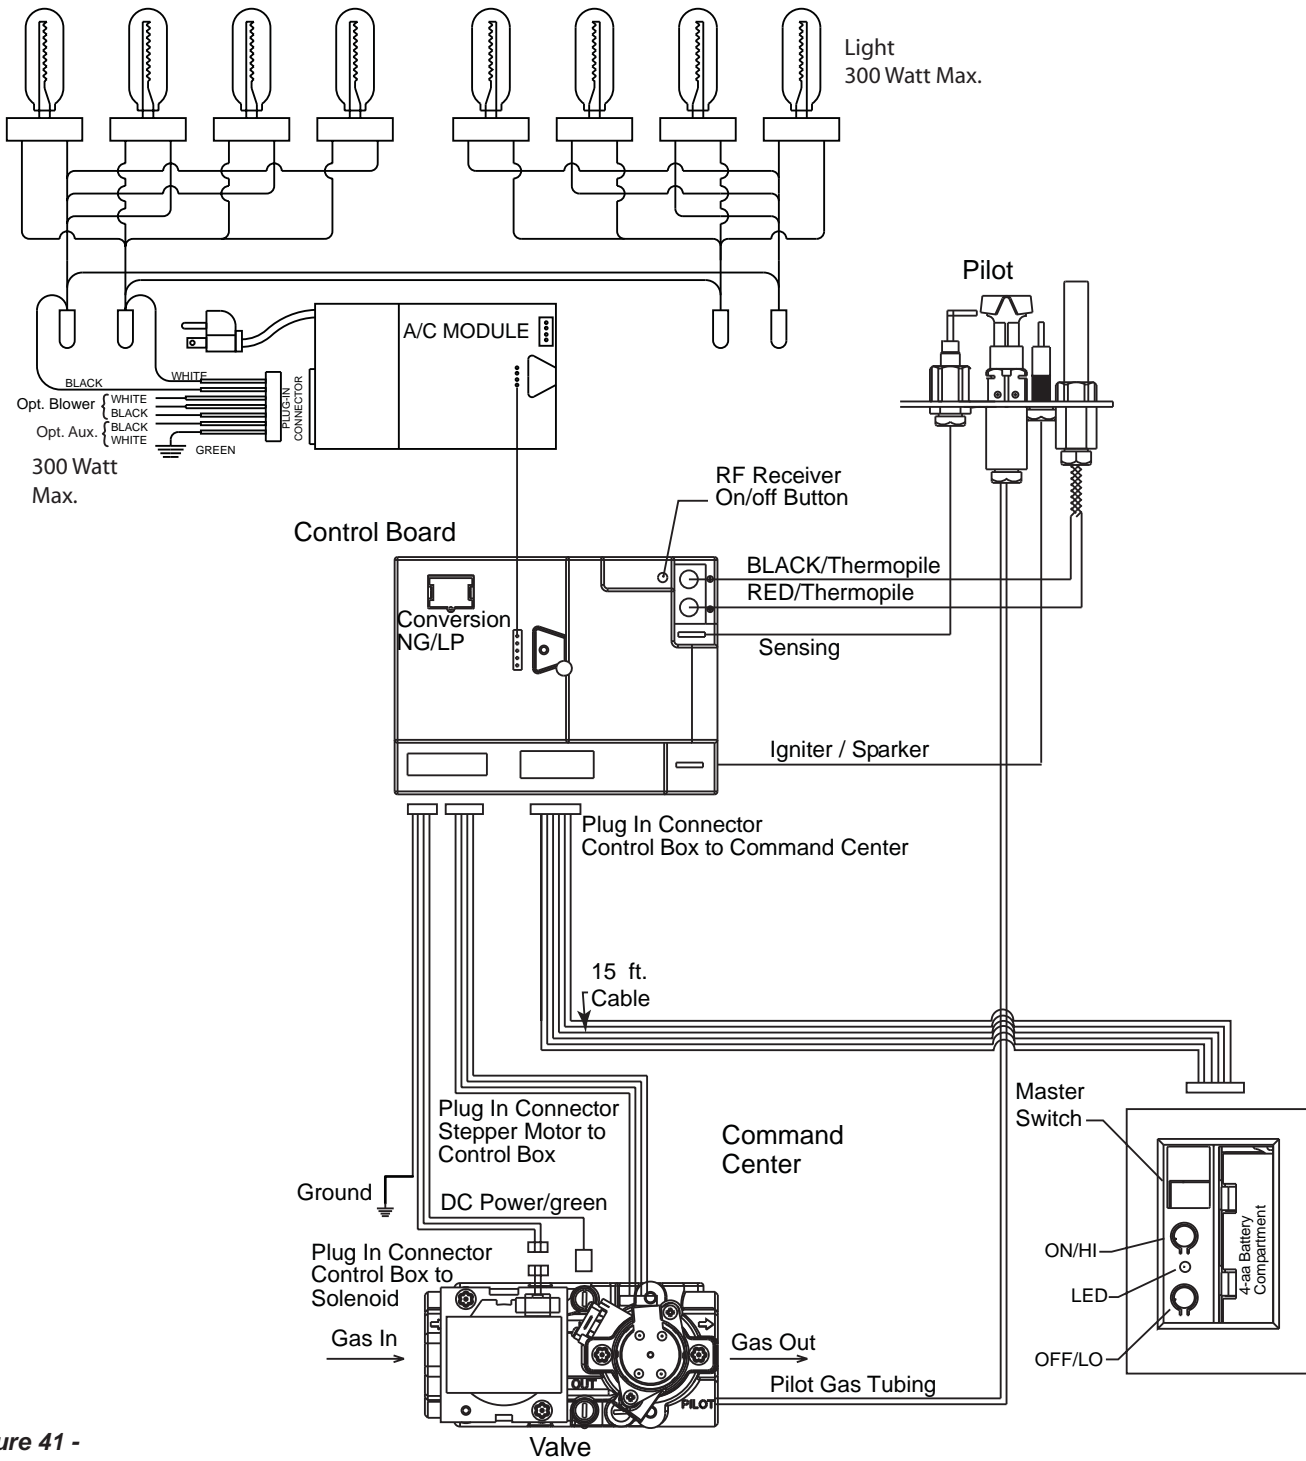 Light
300 Watt Max.
Pilot
A/C MODULE
WHITE
BLACK
Opt. Blower
WHITE
BLACK
Opt. Aux.
BLACK
WHITE
GREEN
PLUG-IN
CONNECTOR
300 Watt
Max.
RF Receiver
On/off Button
Control Board
BLACK/Thermopile
RED/Thermopile
Conversion
NG/LP
Sensing
Igniter / Sparker
Plug In Connector
Control Box to Command Center
15 ft.
Cable
Master
Switch
Plug In Connector
Stepper Motor to
Control Box
Command
Center
Ground
DC Power/green
ON/HI
4-aa Battery
Compartment
Plug In Connector
Control Box to
Solenoid
LED
Gas In
Gas Out
OFF/LO
OUT
Pilot Gas Tubing
PILOT
ure 41 -
Valve